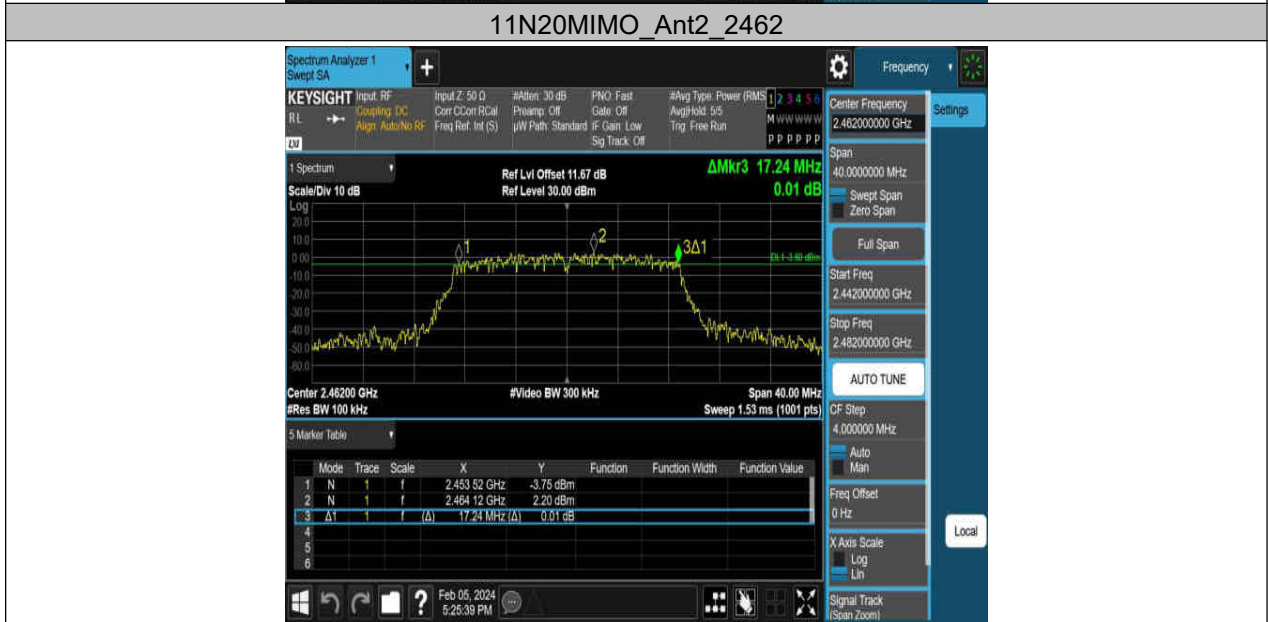 11N20MIMO_Ant2_2462
Spectrum Analyzer 1
Swept SA
+
Frequency
KEYSIGHT
RL
LXI
Input: RF
Coupling: DC
Align: Auto/No RF
Input Z: 50 Ω
Corr CCorr RCal
Freq Ref: Int (S)
#Atten: 30 dB
Preamp: Off
µW Path: Standard
PNO: Fast
Gate: Off
IF Gain: Low
Sig Track: Off
#Avg Type: Power (RMS
Avg|Hold: 5/5
Trig: Free Run
1 2 3 4 5 6
M W W W W W
P P P P P P
1 Spectrum
Scale/Div 10 dB
Ref Lvl Offset 11.67 dB
Ref Level 30.00 dBm
ΔMkr3 17.24 MHz
0.01 dB
Log
20.0
10.0
0.00
-10.0
-20.0
-30.0
-40.0
-50.0
-60.0
1
2
3Δ1
DL1 -3.80 dBm
Center 2.46200 GHz
#Res BW 100 kHz
#Video BW 300 kHz
Span 40.00 MHz
Sweep 1.53 ms (1001 pts)
5 Marker Table
Mode Trace Scale X Y Function Function Width Function Value
1 N 1 f 2.453 52 GHz -3.75 dBm
2 N 1 f 2.464 12 GHz 2.20 dBm
3 Δ1 1 f (Δ) 17.24 MHz (Δ) 0.01 dB
4
5
6
Feb 05, 2024
5:25:39 PM
Center Frequency
2.462000000 GHz
Settings
Span
40.0000000 MHz
Swept Span
Zero Span
Full Span
Start Freq
2.442000000 GHz
Stop Freq
2.482000000 GHz
AUTO TUNE
CF Step
4.000000 MHz
Auto
Man
Freq Offset
0 Hz
X Axis Scale
Log
Lin
Local
Signal Track
(Span Zoom)